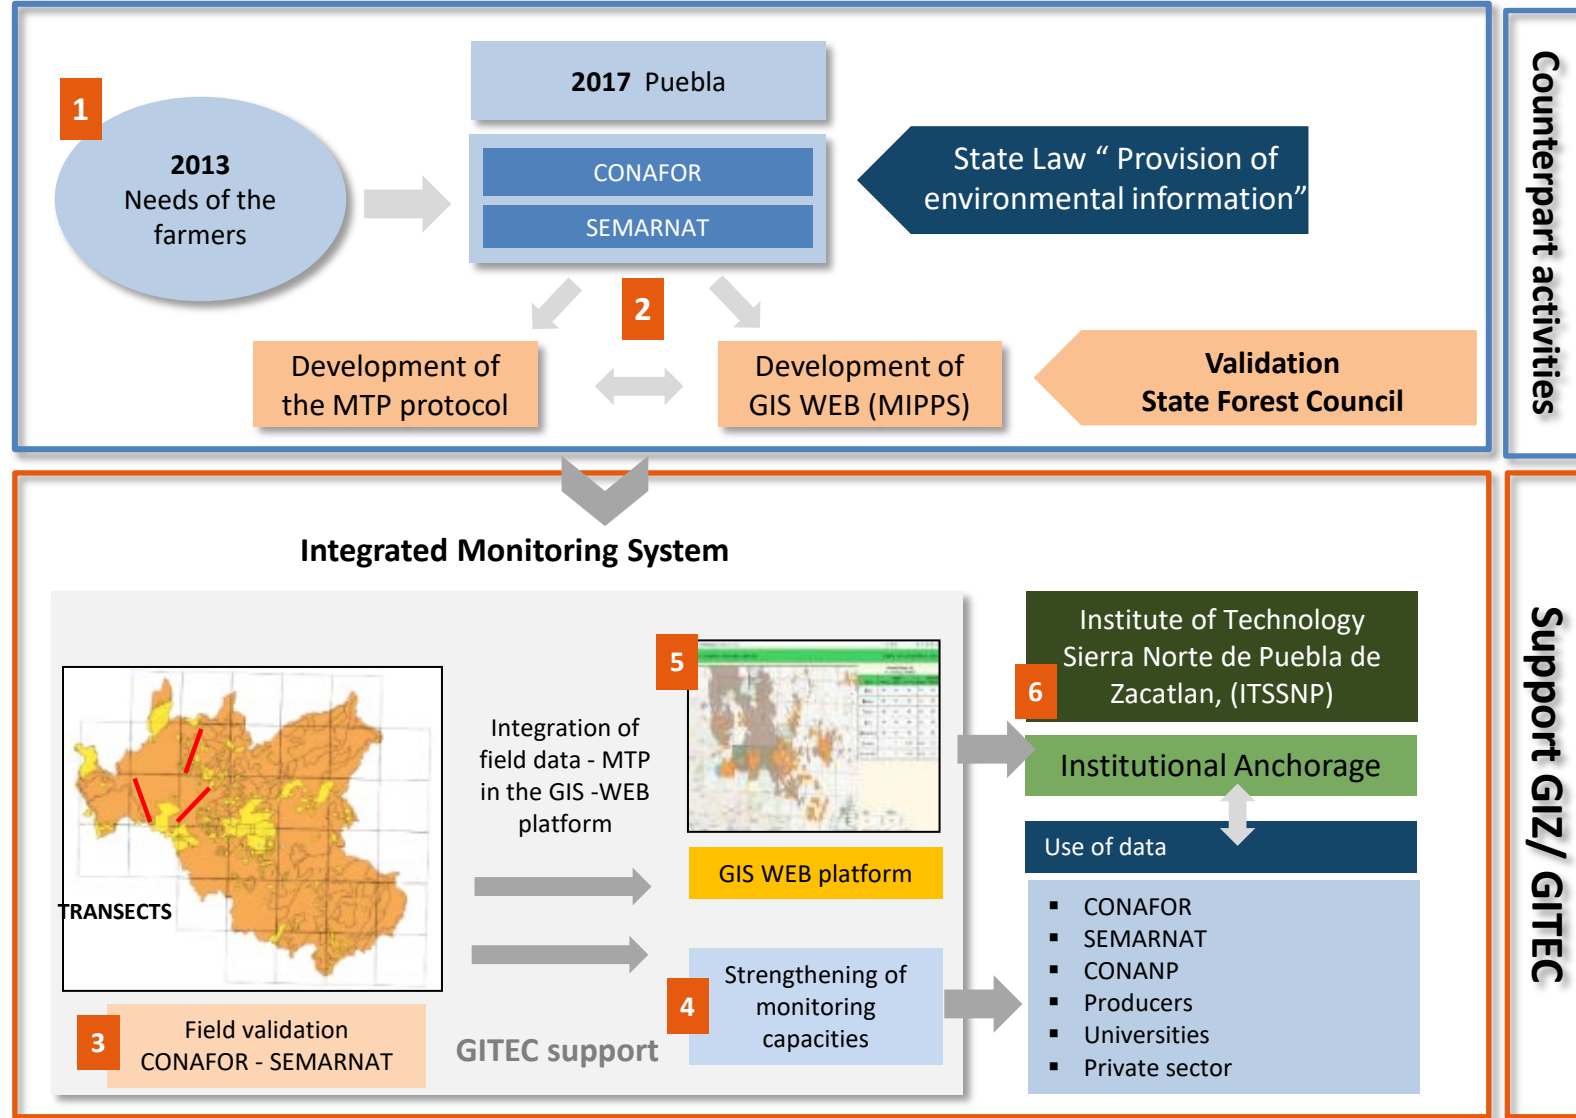 1
2013
Needs of the
farmers
2017 Puebla
CONAFOR
SEMARNAT
State Law “ Provision of
environmental information”
2
Development of
the MTP protocol
Development of
GIS WEB (MIPPS)
Validation
State Forest Council
Counterpart activities
Integrated Monitoring System
TRANSECTS
3
Field validation
CONAFOR - SEMARNAT
Integration of
field data - MTP
in the GIS -WEB
platform
GITEC support
5
GIS WEB platform
4
Strengthening of
monitoring
capacities
6
Institute of Technology
Sierra Norte de Puebla de
Zacatlan, (ITSSNP)
Institutional Anchorage
Use of data
▪ CONAFOR
▪ SEMARNAT
▪ CONANP
▪ Producers
▪ Universities
▪ Private sector
Support GIZ/ GITEC